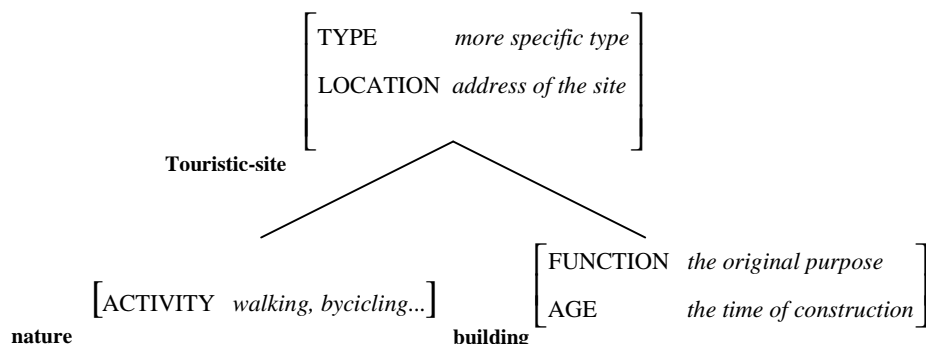 TYPE more specific type
LOCATION address of the site
Touristic-site
FUNCTION the original purpose
ACTIVITY walking, bycicling...
AGE the time of construction
nature
building